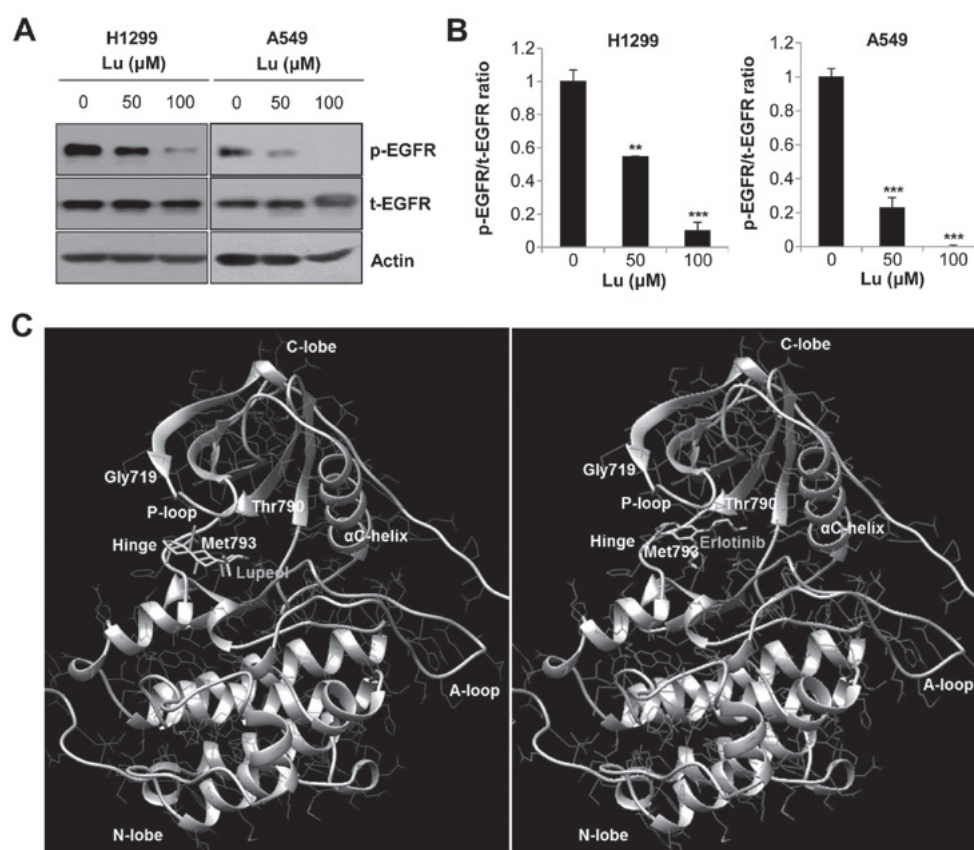 A
H1299
A549
Lu (µM)
Lu (µM)
0 50 100
0 50 100
p-EGFR
t-EGFR
Actin
B
H1299
p-EGFR/t-EGFR ratio
1.2
1
0.8
0.6
0.4
0.2
0
**
***
0 50 100
Lu (µM)
A549
p-EGFR/t-EGFR ratio
1.2
1
0.8
0.6
0.4
0.2
0
***
***
0 50 100
Lu (µM)
C
C-lobe
Gly719
P-loop
Thr790
Hinge
Met793
αC-helix
Lupeol
A-loop
N-lobe
C-lobe
Gly719
P-loop
Thr790
Hinge
Met793
Erlotinib
αC-helix
A-loop
N-lobe